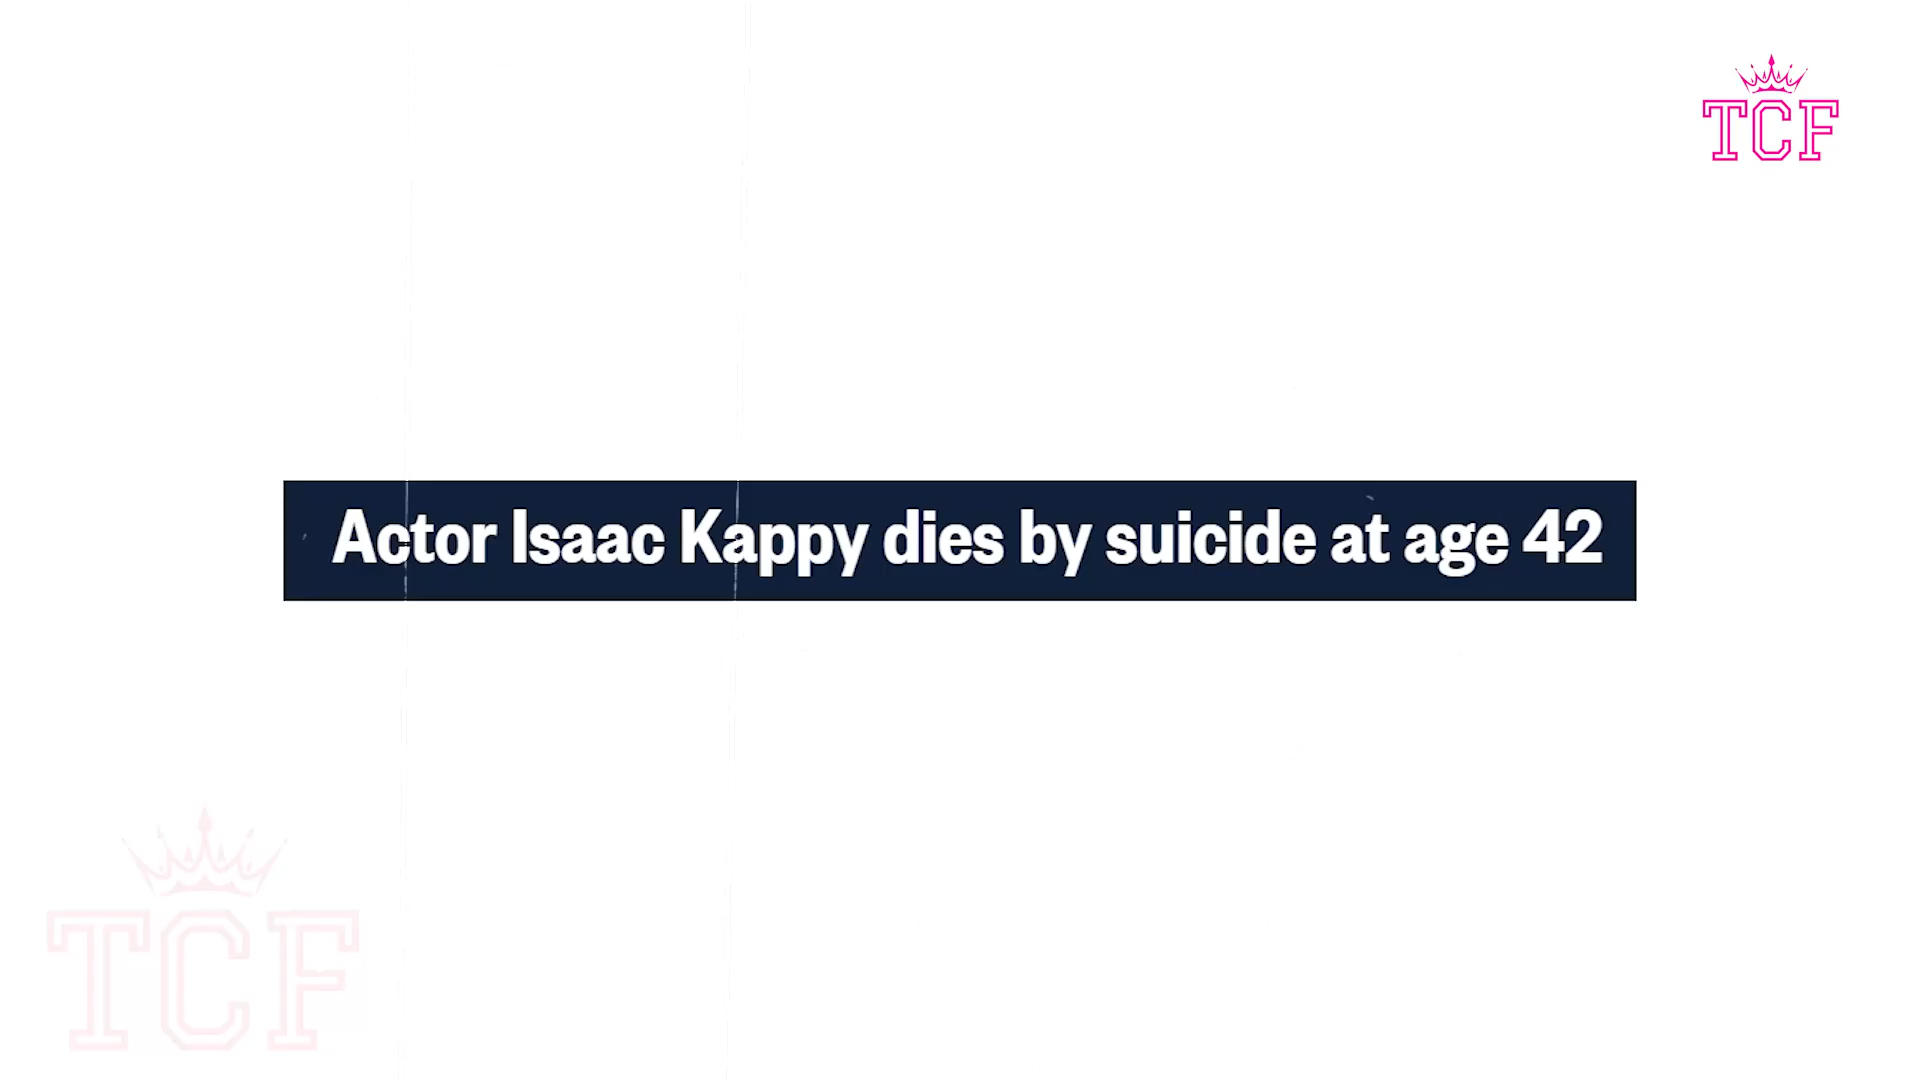 TCF
Actor Isaac Kappy dies by suicide at age 42
TCF